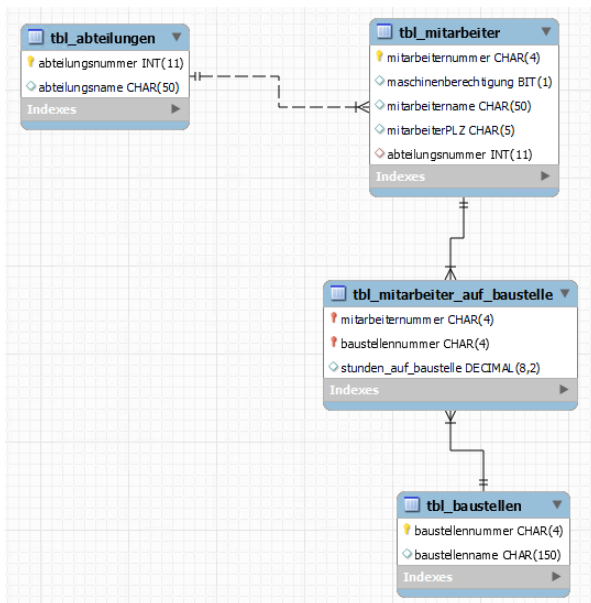 tbl_abteilungen
abteilungsnummer INT(11)
abteilungsname CHAR(50)
Indexes
tbl_mitarbeiter
mitarbeiternummer CHAR(4)
maschinenberechtigung BIT(1)
mitarbeitername CHAR(50)
mitarbeiterPLZ CHAR(5)
abteilungsnummer INT(11)
Indexes
tbl_mitarbeiter_auf_baustelle
mitarbeiternummer CHAR(4)
baustellennummer CHAR(4)
stunden_auf_baustelle DECIMAL(8,2)
Indexes
tbl_baustellen
baustellennummer CHAR(4)
baustellenname CHAR(150)
Indexes